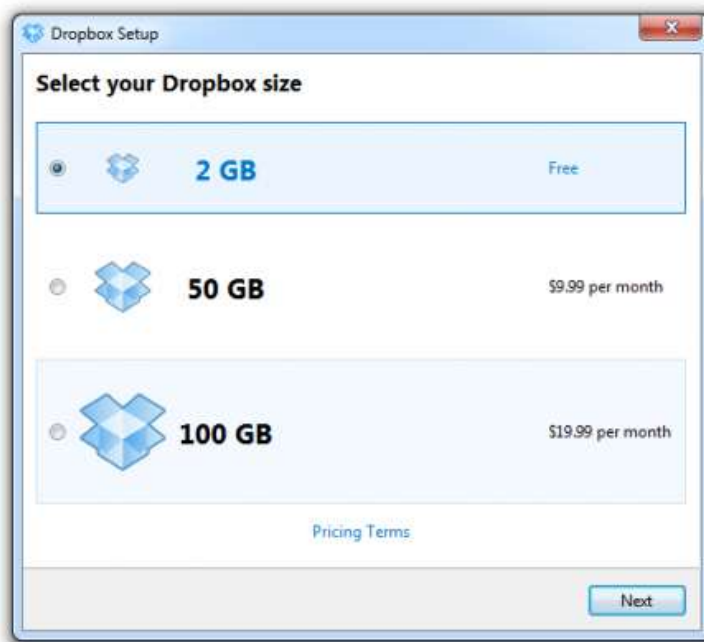 Dropbox Setup
Select your Dropbox size
2 GB Free
50 GB $9.99 per month
100 GB $19.99 per month
Pricing Terms
Next